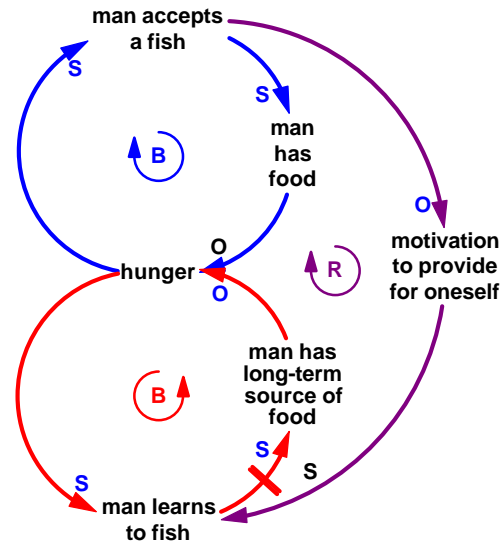 man accepts
a fish
S
S
man
has
food
B
O
hunger
O
R
O
motivation
to provide
for oneself
man has
long-term
source of
food
B
S
S
S
man learns
to fish